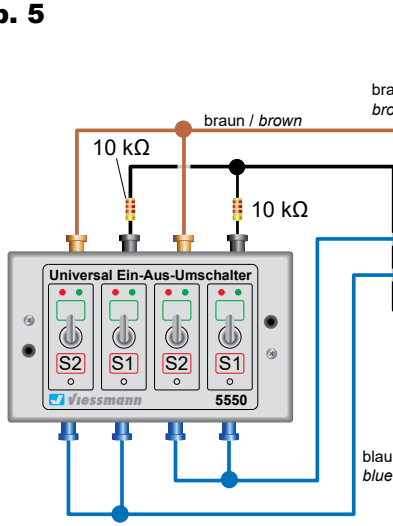 b. 5
bra
bro
braun / brown
10 kΩ
10 kΩ
Universal Ein-Aus-Umschalter
S2 S1 S2 S1
Viessmann 5550
blau
blue